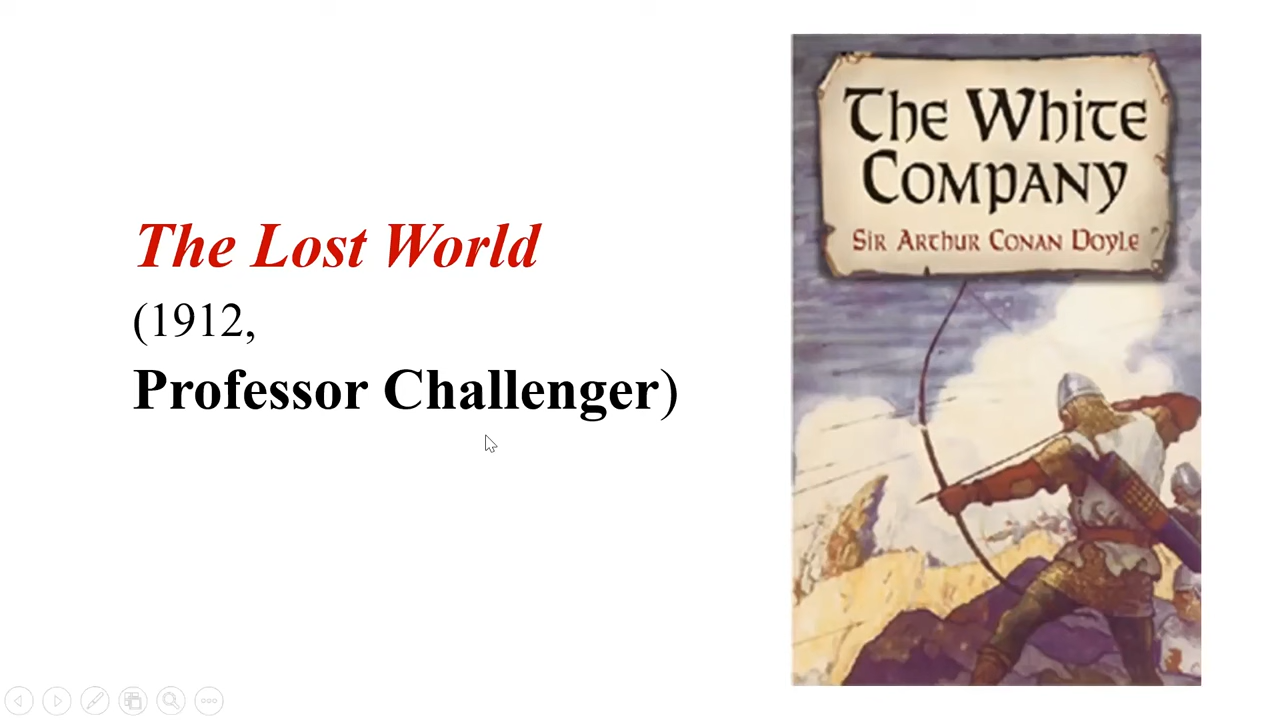 The Lost World
(1912,
Professor Challenger)
The White
Company
Sir Arthur Conan Doyle